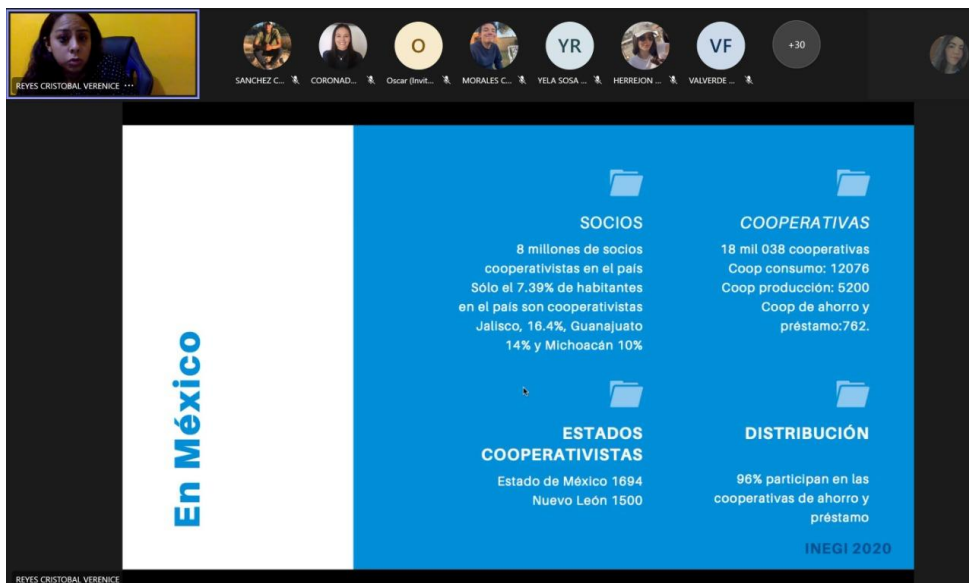 REYES CRISTOBAL VERENICE ...
SANCHEZ C...
CORONAD...
O
Oscar (Invit...
MORALES C...
YR
YELA SOSA ...
HERREJON ...
VF
VALVERDE ...
+30
En México
SOCIOS
8 millones de socios
cooperativistas en el país
Sólo el 7.39% de habitantes
en el país son cooperativistas
Jalisco, 16.4%, Guanajuato
14% y Michoacán 10%
COOPERATIVAS
18 mil 038 cooperativas
Coop consumo: 12076
Coop producción: 5200
Coop de ahorro y
préstamo:762.
ESTADOS
COOPERATIVISTAS
Estado de México 1694
Nuevo León 1500
DISTRIBUCIÓN
96% participan en las
cooperativas de ahorro y
préstamo
INEGI 2020
REYES CRISTOBAL VERENICE